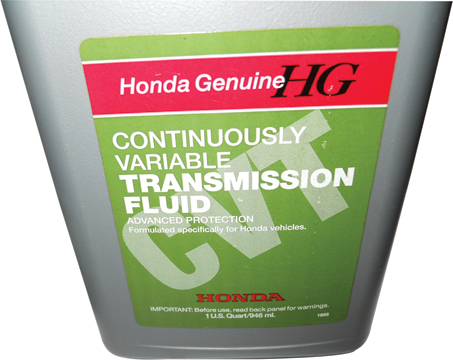 Honda Genuine HG
CONTINUOUSLY
VARIABLE
TRANSMISSION
FLUID
ADVANCED PROTECTION
Formulated specifically for Honda vehicles.
CVT
HONDA
IMPORTANT: Before use, read back panel for warnings.
1 U.S. Quart/946 ml.